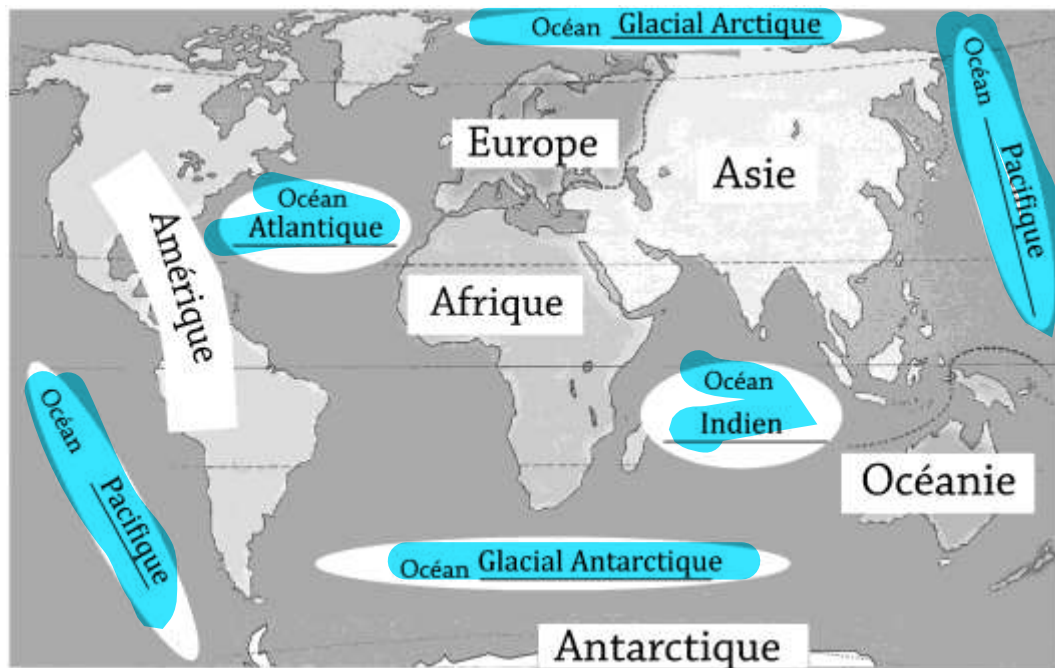 Océan Glacial Arctique
Océan Pacifique
Europe
Asie
Océan
Atlantique
Amérique
Afrique
Océan
Indien
Océan Pacifique
Océanie
Océan Glacial Antarctique
Antarctique